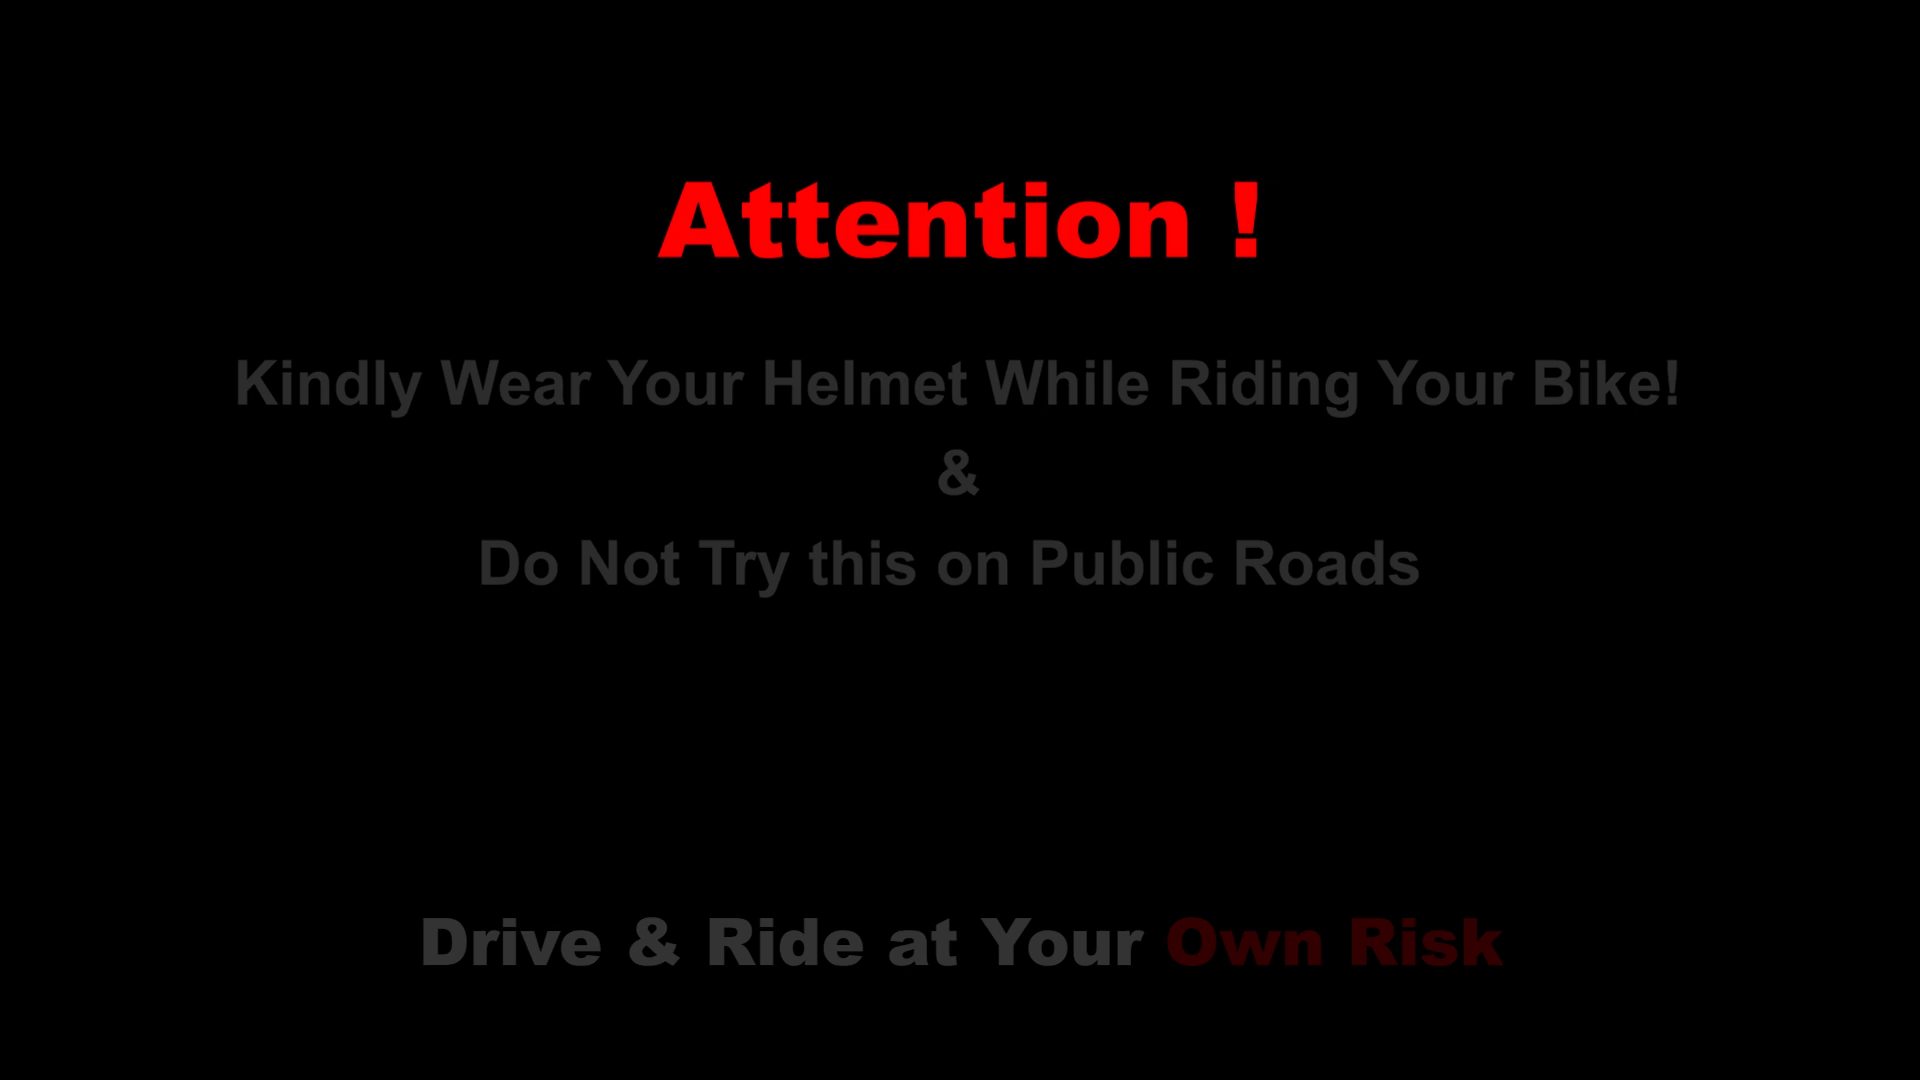 Attention !
Kindly Wear Your Helmet While Riding Your Bike!
&
Do Not Try this on Public Roads
Drive & Ride at Your Own Risk